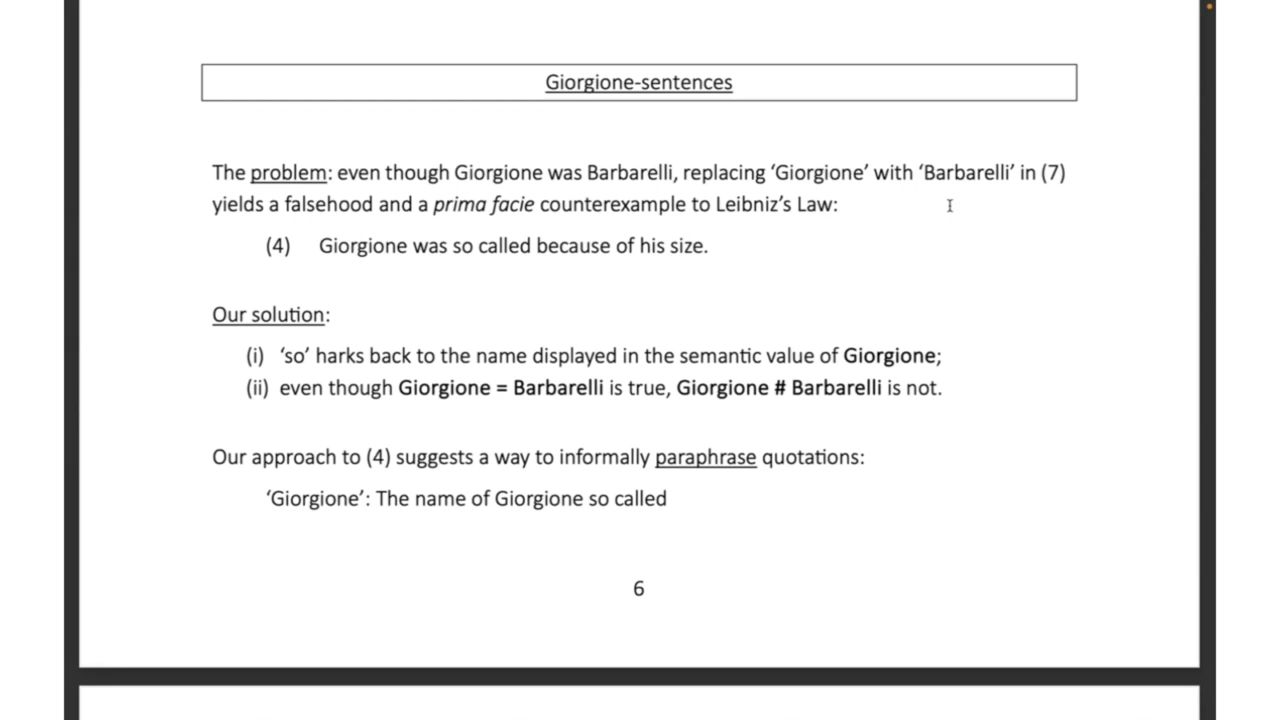 Giorgione-sentences
The problem: even though Giorgione was Barbarelli, replacing ‘Giorgione’ with ‘Barbarelli’ in (7)
yields a falsehood and a prima facie counterexample to Leibniz’s Law:
(4) Giorgione was so called because of his size.
Our solution:
(i) ‘so’ harks back to the name displayed in the semantic value of Giorgione;
(ii) even though Giorgione = Barbarelli is true, Giorgione # Barbarelli is not.
Our approach to (4) suggests a way to informally paraphrase quotations:
‘Giorgione’: The name of Giorgione so called
6